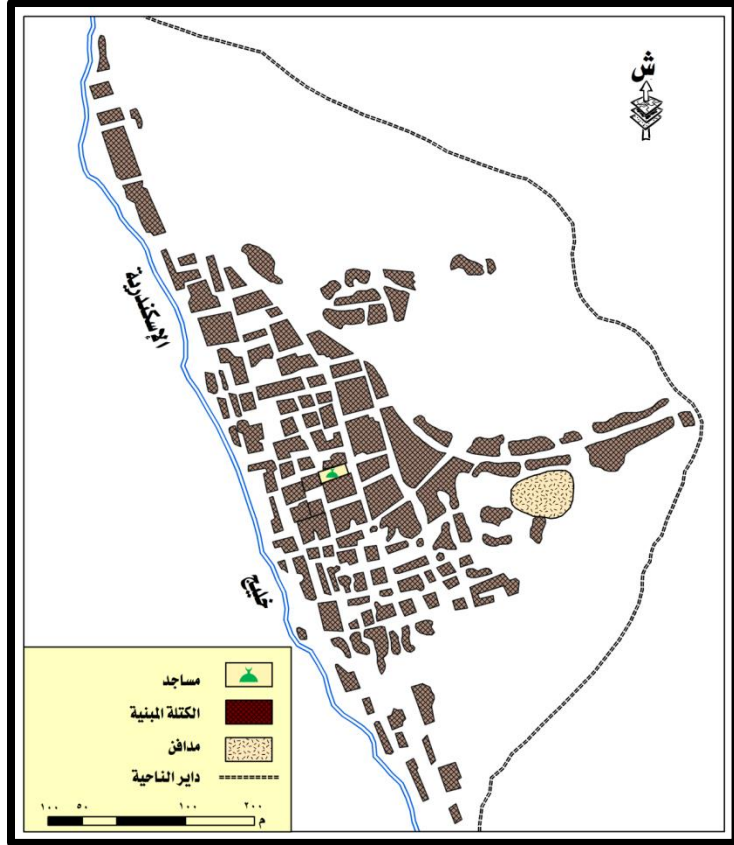 ش
الإسكندرية
خليج
مساجد
الكتلة المبنية
مدافن
داير الناحية
١٠٠ ٥٠ ١٠٠ ٢٠٠
م